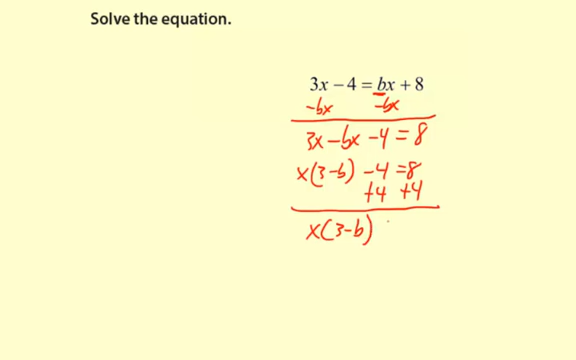 Solve the equation.
3x − 4 = bx + 8
-bx -bx
3x - bx - 4 = 8
x(3-b) - 4 = 8
+4 +4
x(3-b)